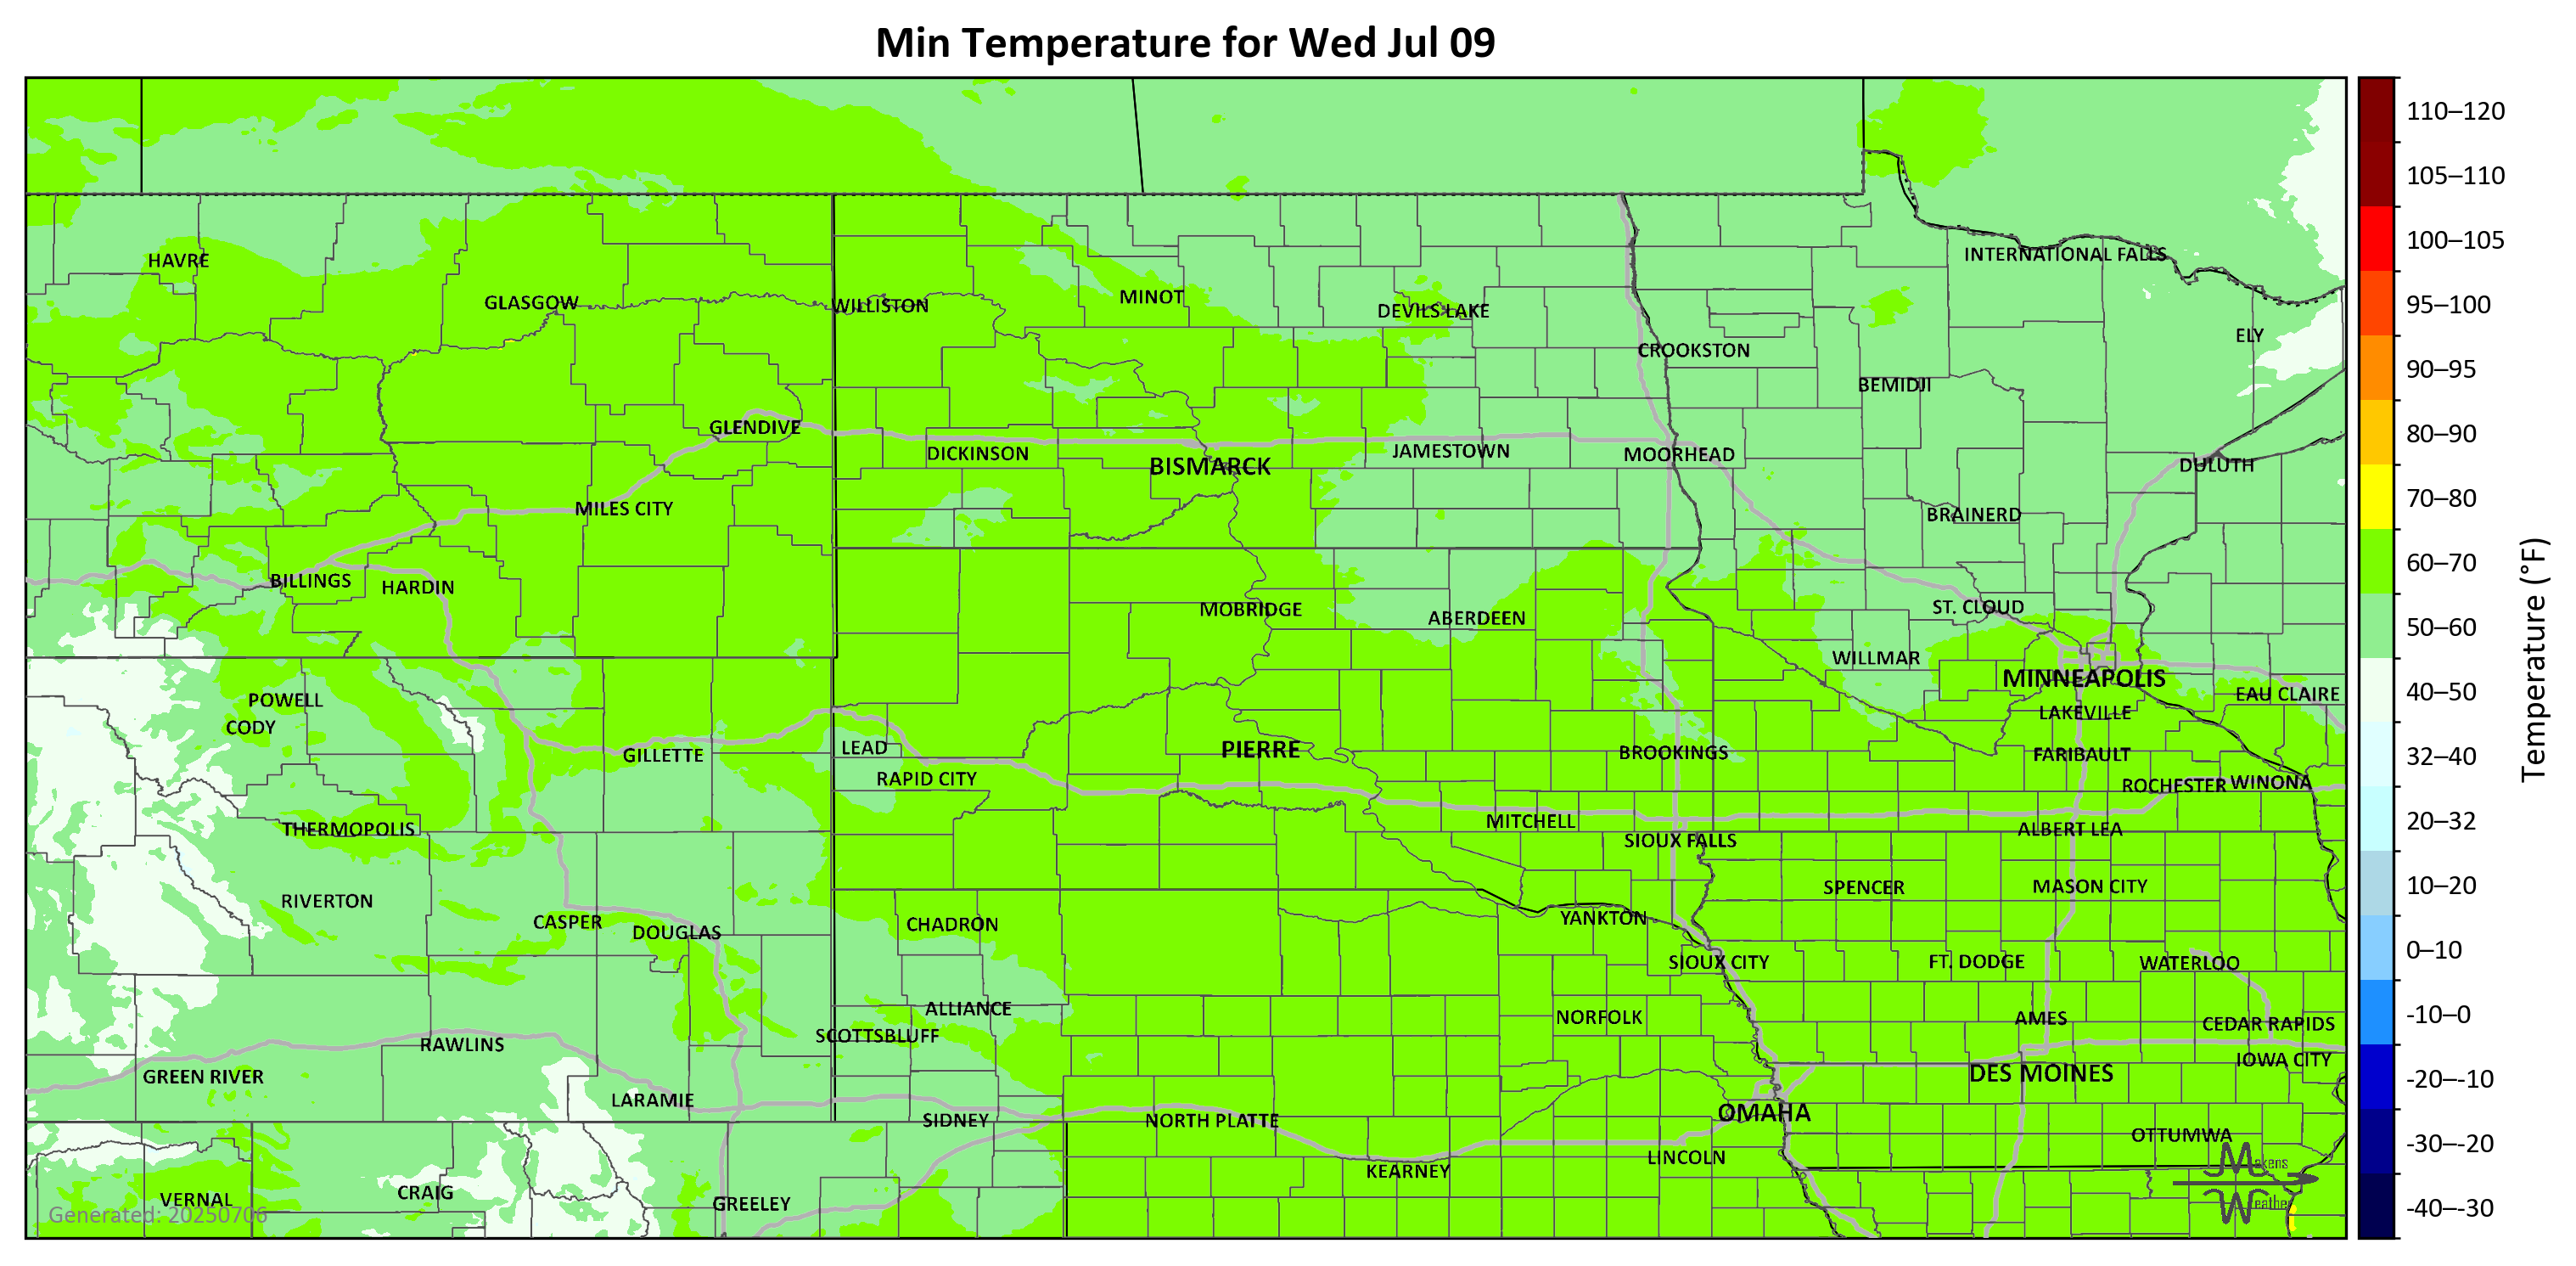 Min Temperature for Wed Jul 09
110–120
105–110
100–105
95–100
90–95
80–90
70–80
60–70
50–60
40–50
32–40
20–32
10–20
0–10
-10–0
-20–-10
-30–-20
-40–-30
Temperature (°F)
HAVRE
GLASGOW
WILLISTON
MINOT
DEVILS LAKE
INTERNATIONAL FALLS
CROOKSTON
ELY
BEMIDJI
GLENDIVE
DICKINSON
BISMARCK
JAMESTOWN
MOORHEAD
DULUTH
MILES CITY
BRAINERD
BILLINGS
HARDIN
MOBRIDGE
ABERDEEN
ST. CLOUD
WILLMAR
MINNEAPOLIS
EAU CLAIRE
POWELL
CODY
LAKEVILLE
GILLETTE
LEAD
PIERRE
BROOKINGS
FARIBAULT
RAPID CITY
ROCHESTER
WINONA
THERMOPOLIS
MITCHELL
SIOUX FALLS
ALBERT LEA
RIVERTON
SPENCER
MASON CITY
CASPER
DOUGLAS
CHADRON
YANKTON
SIOUX CITY
FT. DODGE
WATERLOO
ALLIANCE
SCOTTSBLUFF
NORFOLK
AMES
CEDAR RAPIDS
RAWLINS
IOWA CITY
GREEN RIVER
DES MOINES
LARAMIE
SIDNEY
NORTH PLATTE
OMAHA
OTTUMWA
KEARNEY
LINCOLN
VERNAL
CRAIG
GREELEY
Makens
Weather
Generated: 20250706